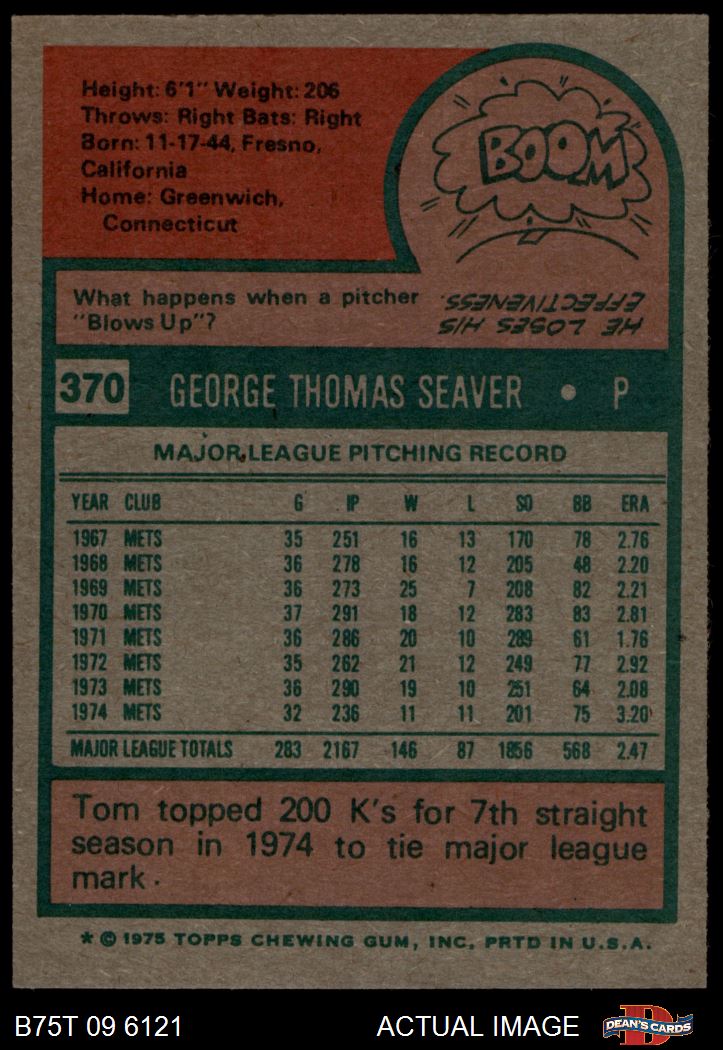 Height: 6'1" Weight: 206
Throws: Right Bats: Right
Born: 11-17-44, Fresno,
California
Home: Greenwich,
Connecticut
BOOM
What happens when a pitcher
"Blows Up"?
HE LOSES HIS
EFFECTIVENESS.
370 GEORGE THOMAS SEAVER • P
MAJOR LEAGUE PITCHING RECORD
YEAR CLUB G IP W L SO BB ERA
1967 METS 35 251 16 13 170 78 2.76
1968 METS 36 278 16 12 205 48 2.20
1969 METS 36 273 25 7 208 82 2.21
1970 METS 37 291 18 12 283 83 2.81
1971 METS 36 286 20 10 289 61 1.76
1972 METS 35 262 21 12 249 77 2.92
1973 METS 36 290 19 10 251 64 2.08
1974 METS 32 236 11 11 201 75 3.20
MAJOR LEAGUE TOTALS 283 2167 146 87 1856 568 2.47
Tom topped 200 K's for 7th straight
season in 1974 to tie major league
mark.
* © 1975 TOPPS CHEWING GUM, INC. PRTD IN U.S.A.
B75T 09 6121 ACTUAL IMAGE D DEAN'S CARDS